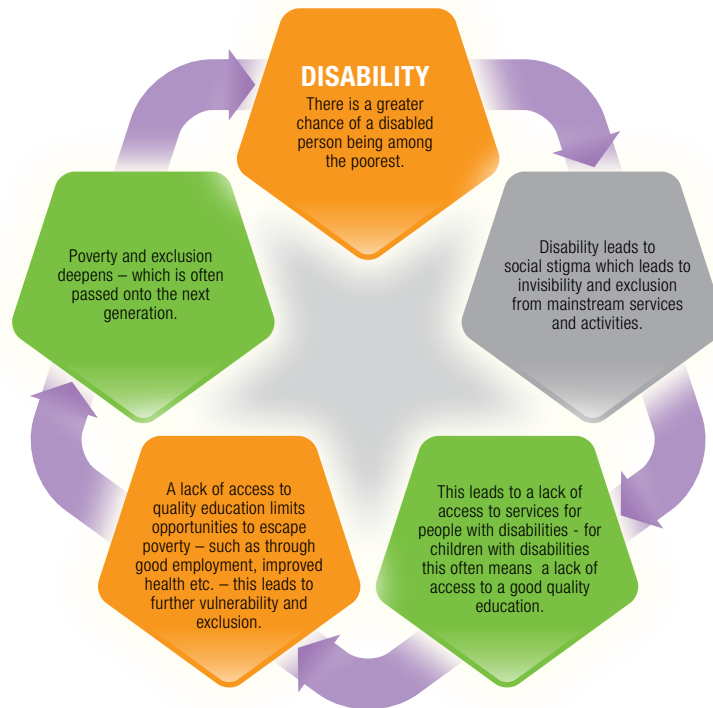 DISABILITY
There is a greater
chance of a disabled
person being among
the poorest.
Disability leads to
social stigma which leads to
invisibility and exclusion
from mainstream services
and activities.
This leads to a lack of
access to services for
people with disabilities - for
children with disabilities
this often means  a lack of
access to a good quality
education.
A lack of access to
quality education limits
opportunities to escape
poverty – such as through
good employment, improved
health etc. – this leads to
further vulnerability and
exclusion.
Poverty and exclusion
deepens – which is often
passed onto the next
generation.